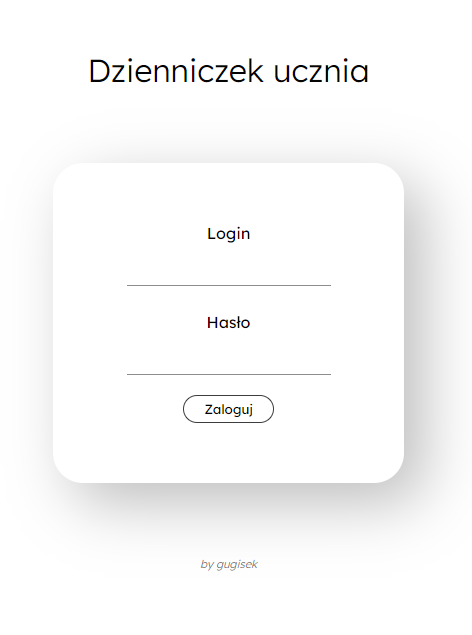 Dzienniczek ucznia
Login
Hasło
Zaloguj
by gugisek